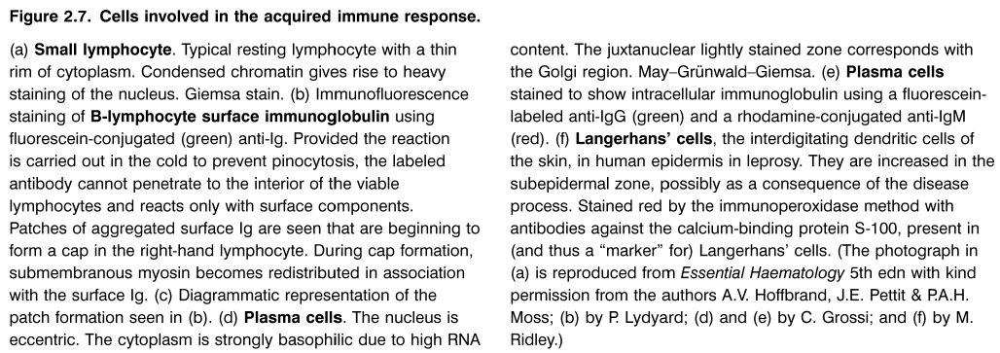 Figure 2.7. Cells involved in the acquired immune response.
(a) Small lymphocyte. Typical resting lymphocyte with a thin
rim of cytoplasm. Condensed chromatin gives rise to heavy
staining of the nucleus. Giemsa stain. (b) Immunofluorescence
staining of B-lymphocyte surface immunoglobulin using
fluorescein-conjugated (green) anti-Ig. Provided the reaction
is carried out in the cold to prevent pinocytosis, the labeled
antibody cannot penetrate to the interior of the viable
lymphocytes and reacts only with surface components.
Patches of aggregated surface Ig are seen that are beginning to
form a cap in the right-hand lymphocyte. During cap formation,
submembranous myosin becomes redistributed in association
with the surface Ig. (c) Diagrammatic representation of the
patch formation seen in (b). (d) Plasma cells. The nucleus is
eccentric. The cytoplasm is strongly basophilic due to high RNA
content. The juxtanuclear lightly stained zone corresponds with
the Golgi region. May–Grünwald–Giemsa. (e) Plasma cells
stained to show intracellular immunoglobulin using a fluorescein-
labeled anti-IgG (green) and a rhodamine-conjugated anti-IgM
(red). (f) Langerhans’ cells, the interdigitating dendritic cells of
the skin, in human epidermis in leprosy. They are increased in the
subepidermal zone, possibly as a consequence of the disease
process. Stained red by the immunoperoxidase method with
antibodies against the calcium-binding protein S-100, present in
(and thus a “marker” for) Langerhans’ cells. (The photograph in
(a) is reproduced from Essential Haematology 5th edn with kind
permission from the authors A.V. Hoffbrand, J.E. Pettit & P.A.H.
Moss; (b) by P. Lydyard; (d) and (e) by C. Grossi; and (f) by M.
Ridley.)